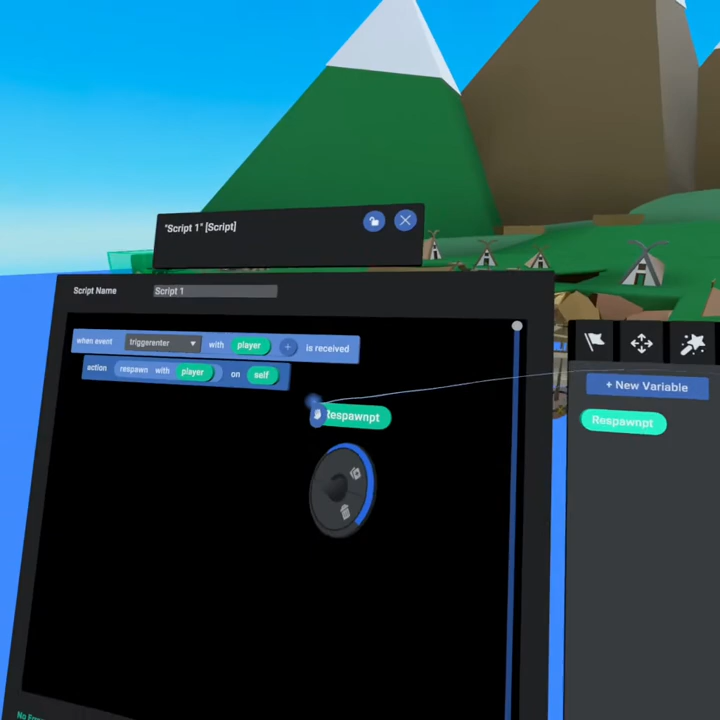 "Script 1" [Script]
Script Name Script 1
when event triggerenter with player + is received
action respawn with player on self
Respawnpt
+ New Variable
Respawnpt